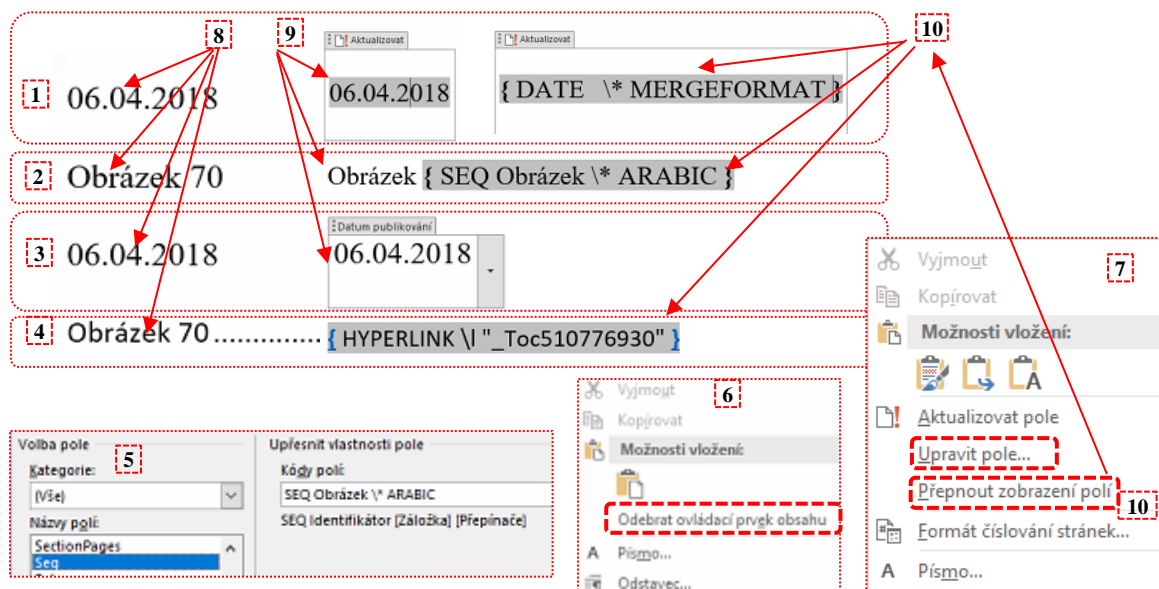 8
9
10
Aktualizovat
Aktualizovat
1
06.04.2018
06.04.2018
{ DATE \* MERGEFORMAT }
2
Obrázek 70
Obrázek { SEQ Obrázek \* ARABIC }
3
06.04.2018
Datum publikování
06.04.2018
4
Obrázek 70..............
{ HYPERLINK \l "_Toc510776930" }
7
Vyjmout
Kopírovat
Možnosti vložení:
Aktualizovat pole
Upravit pole...
Přepnout zobrazení polí
10
Formát číslování stránek...
A Písmo...
6
Vyjmout
Kopírovat
Možnosti vložení:
Odebrat ovládací prvek obsahu
A Písmo...
Odstavec...
5
Volba pole
Kategorie:
(Vše)
Názvy polí:
SectionPages
Seq
Upřesnit vlastnosti pole
Kódy polí:
SEQ Obrázek \* ARABIC
SEQ Identifikátor [Záložka] [Přepínače]